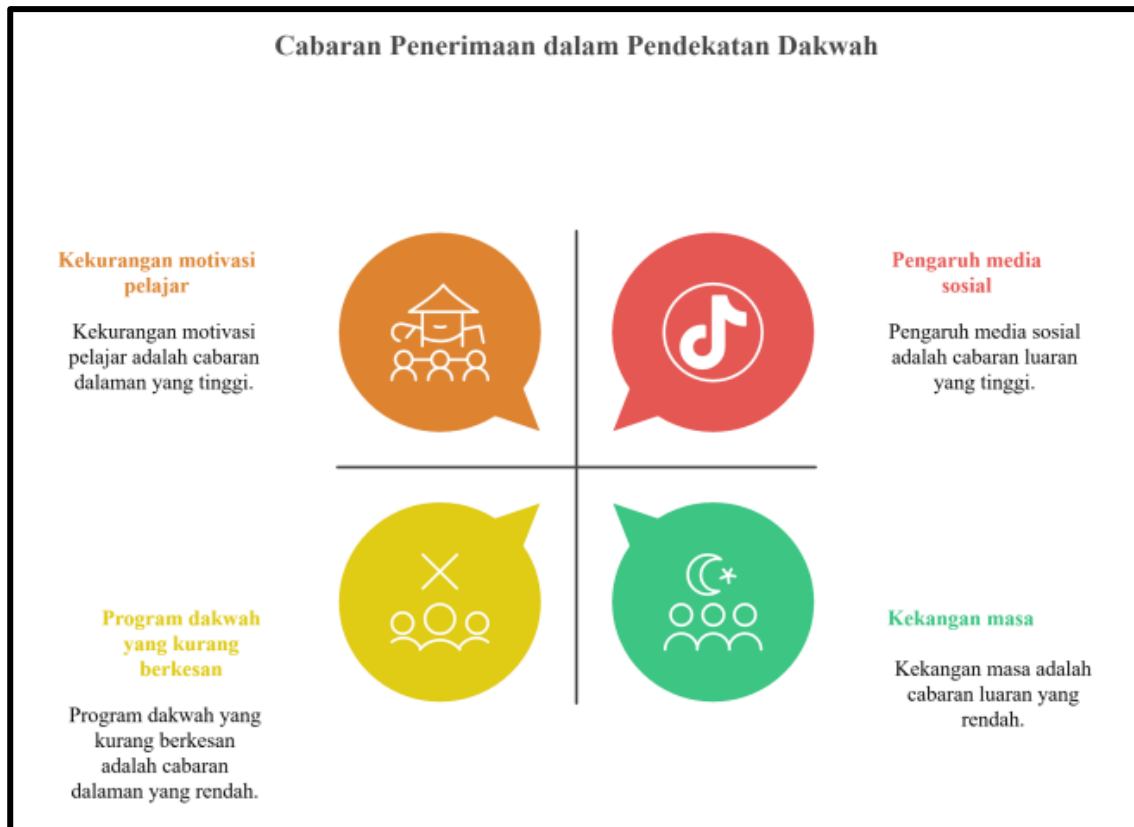 Cabaran Penerimaan dalam Pendekatan Dakwah
Kekurangan motivasi
pelajar
Kekurangan motivasi
pelajar adalah cabaran
dalaman yang tinggi.
Pengaruh media
sosial
Pengaruh media sosial
adalah cabaran luaran
yang tinggi.
Program dakwah
yang kurang
berkesan
Program dakwah yang
kurang berkesan
adalah cabaran
dalaman yang rendah.
Kekangan masa
Kekangan masa adalah
cabaran luaran yang
rendah.